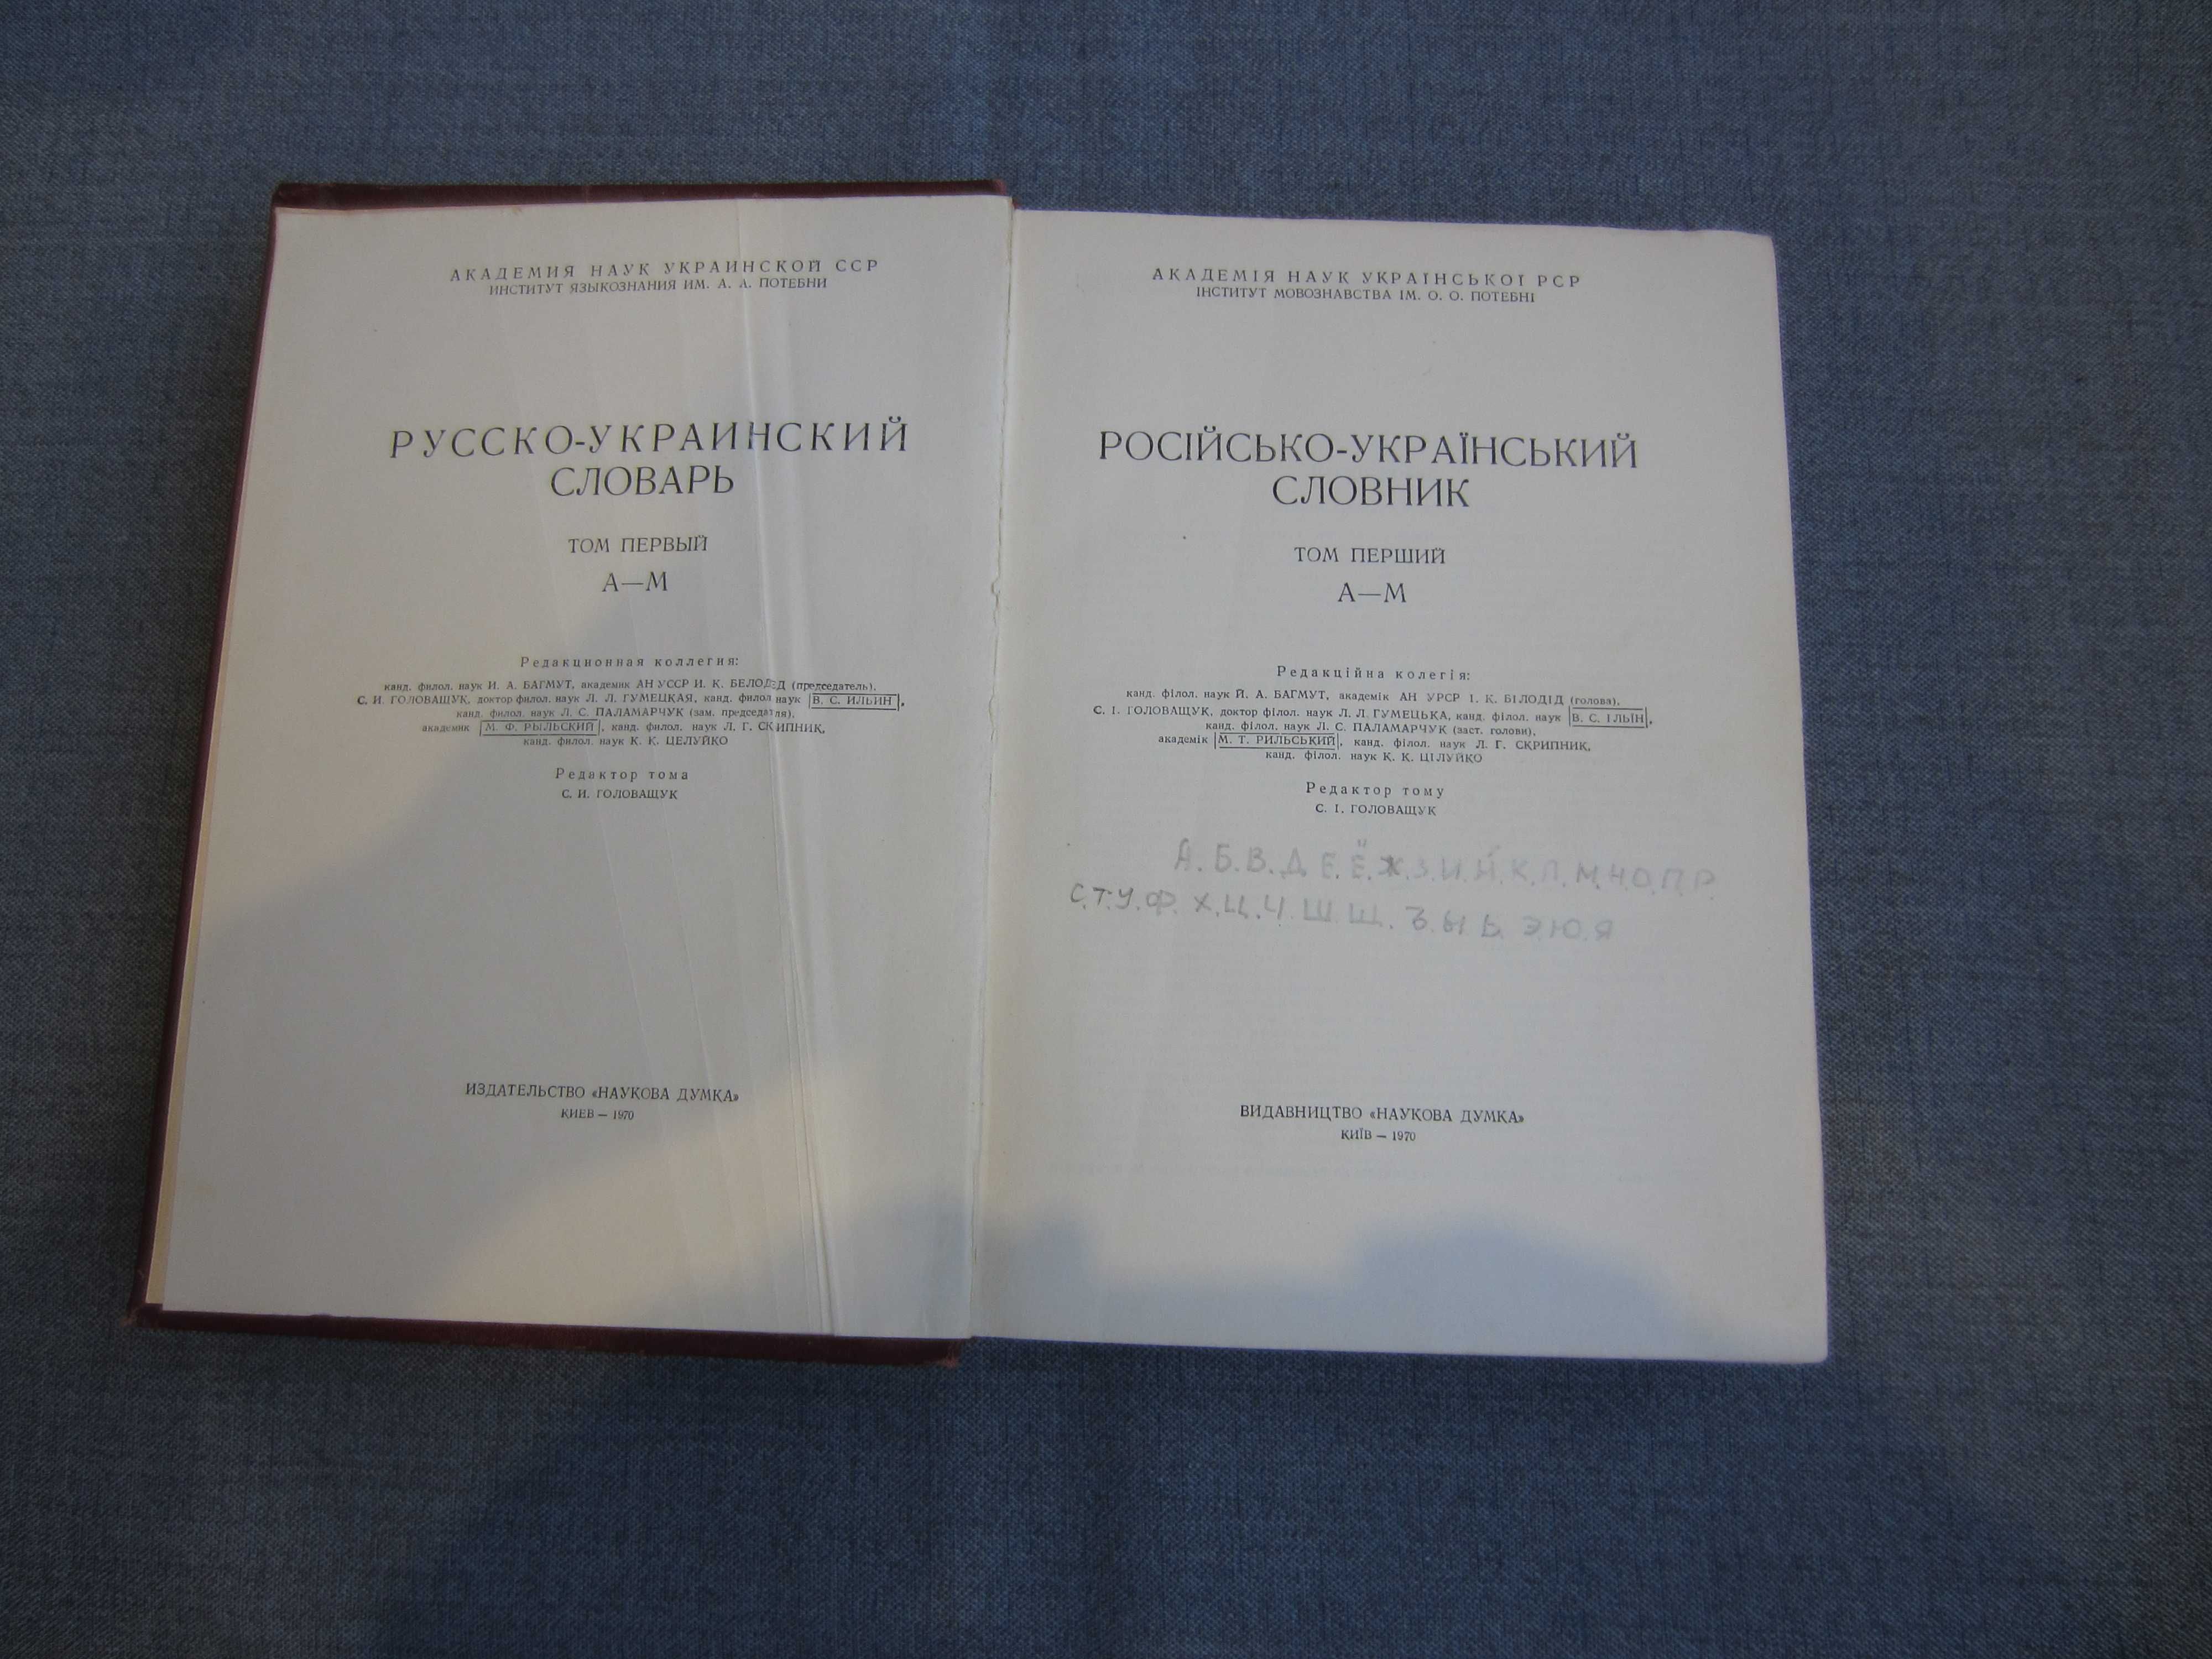 АКАДЕМИЯ НАУК УКРАИНСКОЙ ССР
ИНСТИТУТ ЯЗЫКОЗНАНИЯ ИМ. А. А. ПОТЕБНИ
РУССКО-УКРАИНСКИЙ
СЛОВАРЬ
ТОМ ПЕРВЫЙ
А—М
Редакционная коллегия:
канд. филол. наук И. А. БАГМУТ, академик АН УССР И. К. БЕЛОДЕД (председатель),
С. И. ГОЛОВАЩУК, доктор филол. наук Л. Л. ГУМЕЦКАЯ, канд. филол. наук В. С. ИЛЬИН,
канд. филол. наук Л. С. ПАЛАМАРЧУК (зам. председателя),
академик М. Ф. РЫЛЬСКИЙ, канд. филол. наук Л. Г. СКРИПНИК,
канд. филол. наук К. К. ЦЕЛУЙКО
Редактор тома
С. И. ГОЛОВАЩУК
ИЗДАТЕЛЬСТВО «НАУКОВА ДУМКА»
КИЕВ — 1970
АКАДЕМІЯ НАУК УКРАЇНСЬКОЇ РСР
ІНСТИТУТ МОВОЗНАВСТВА ІМ. О. О. ПОТЕБНІ
РОСІЙСЬКО-УКРАЇНСЬКИЙ
СЛОВНИК
ТОМ ПЕРШИЙ
А—М
Редакційна колегія:
канд. філол. наук Й. А. БАГМУТ, академік АН УРСР І. К. БІЛОДІД (голова),
С. І. ГОЛОВАЩУК, доктор філол. наук Л. Л. ГУМЕЦЬКА, канд. філол. наук В. С. ІЛЬЇН,
канд. філол. наук Л. С. ПАЛАМАРЧУК (заст. голови),
академік М. Т. РИЛЬСЬКИЙ, канд. філол. наук Л. Г. СКРИПНИК,
канд. філол. наук К. К. ЦІЛУЙКО
Редактор тому
С. І. ГОЛОВАЩУК
А.Б.В.Д Е.Ё.Ж.З.И.Й.К.Л.М.Н.О.П.Р
С.Т.У.Ф. Х.Ц.Ч.Ш.Щ.Ъ.Ы Ь. Э.Ю.Я
ВИДАВНИЦТВО «НАУКОВА ДУМКА»
КИЇВ — 1970